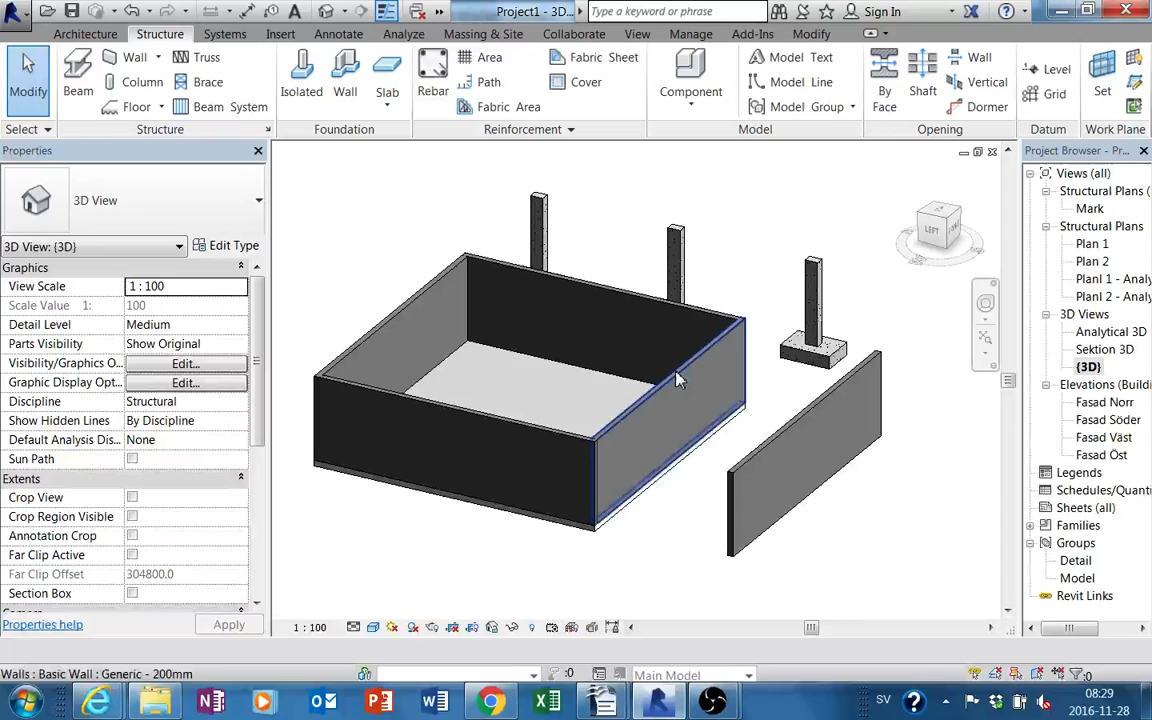 Project1 - 3D...
Type a keyword or phrase
Sign In
Architecture Structure Systems Insert Annotate Analyze Massing & Site Collaborate View Manage Add-Ins Modify
Modify
Beam
Wall
Column
Floor
Truss
Brace
Beam System
Isolated
Wall
Slab
Rebar
Area
Path
Fabric Area
Fabric Sheet
Cover
Component
Model Text
Model Line
Model Group
By Face
Shaft
Wall
Vertical
Dormer
Level
Grid
Set
Select
Structure
Foundation
Reinforcement
Model
Opening
Datum
Work Plane
Properties
3D View
3D View: {3D}
Edit Type
Graphics
View Scale 1 : 100
Scale Value 1: 100
Detail Level Medium
Parts Visibility Show Original
Visibility/Graphics O... Edit...
Graphic Display Opt... Edit...
Discipline Structural
Show Hidden Lines By Discipline
Default Analysis Dis... None
Sun Path
Extents
Crop View
Crop Region Visible
Annotation Crop
Far Clip Active
Far Clip Offset 304800.0
Section Box
Properties help
Apply
LEFT
1 : 100
Project Browser - Pr...
Views (all)
Structural Plans (
Mark
Structural Plans
Plan 1
Plan 2
Planl 1 - Analy
Planl 2 - Analy
3D Views
Analytical 3D
Sektion 3D
{3D}
Elevations (Buildi
Fasad Norr
Fasad Söder
Fasad Väst
Fasad Öst
Legends
Schedules/Quanti
Sheets (all)
Families
Groups
Detail
Model
Revit Links
Walls : Basic Wall : Generic - 200mm
:0
Main Model
:0
SV
08:29
2016-11-28